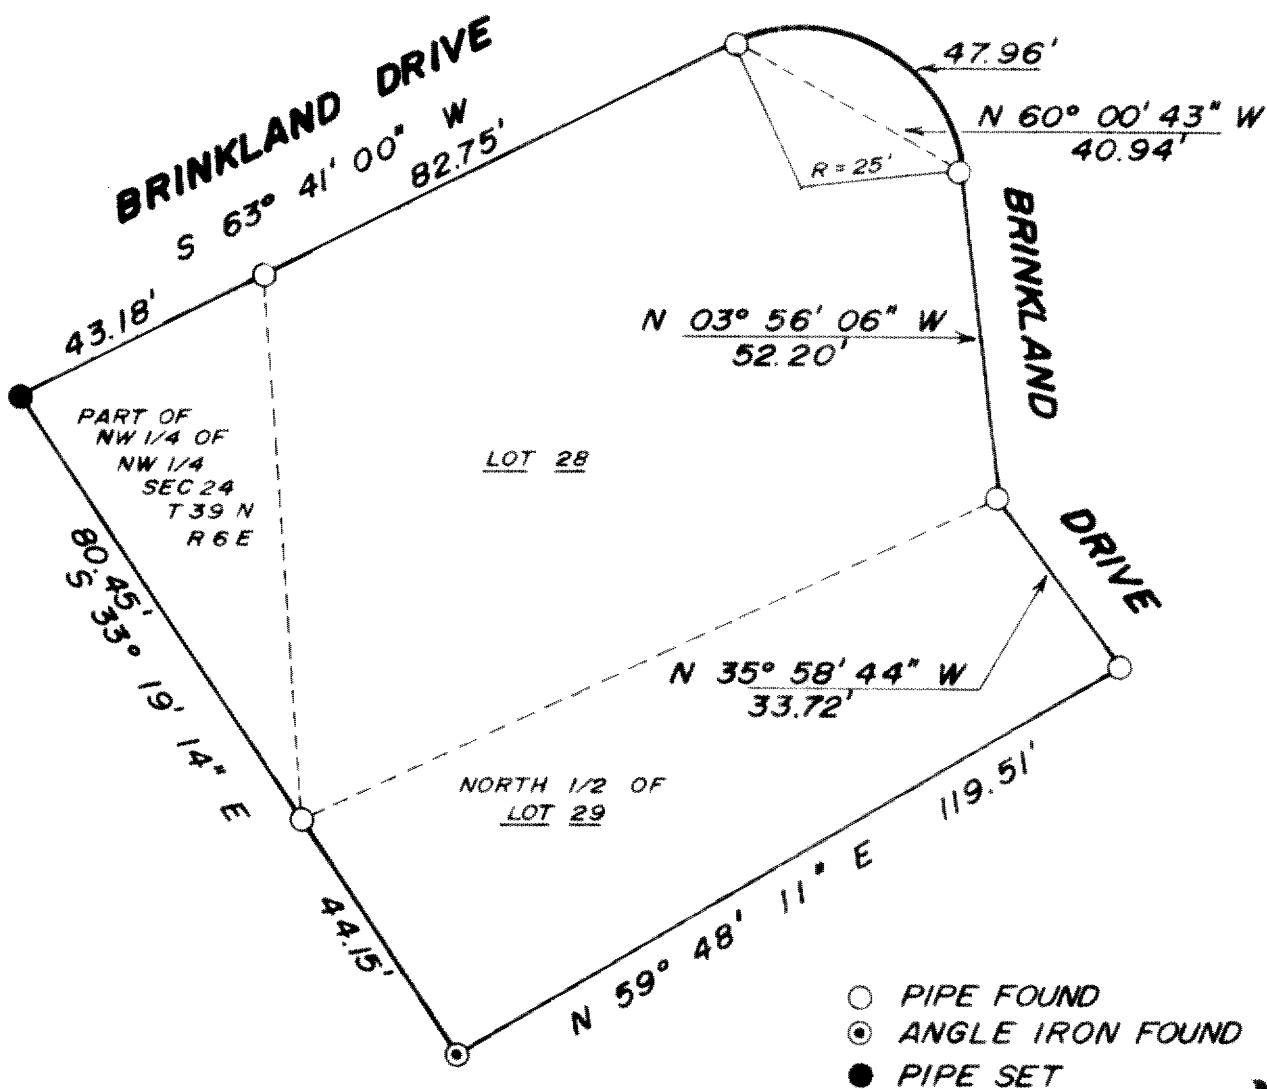 BRINKLAND DRIVE
S 63° 41' 00" W
82.75'
43.18'
47.96'
N 60° 00' 43" W
40.94'
R = 25'
BRINKLAND
DRIVE
N 03° 56' 06" W
52.20'
PART OF
NW 1/4 OF
NW 1/4
SEC 24
T 39 N
R 6 E
LOT 28
80.45'
S 33° 19' 14" E
N 35° 58' 44" W
33.72'
NORTH 1/2 OF
LOT 29
44.15'
N 59° 48' 11" E
119.51'
PIPE FOUND
ANGLE IRON FOUND
PIPE SET